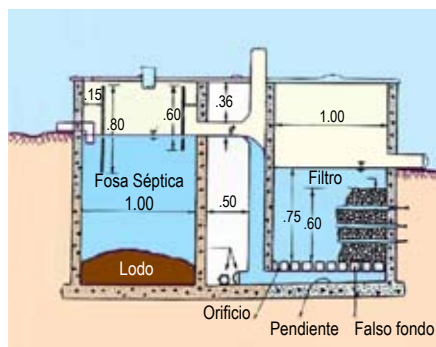 .15
.80
.60
.36
1.00
Fosa Séptica
1.00
.50
Filtro
.75
.60
Lodo
Orificio
Pendiente
Falso fondo